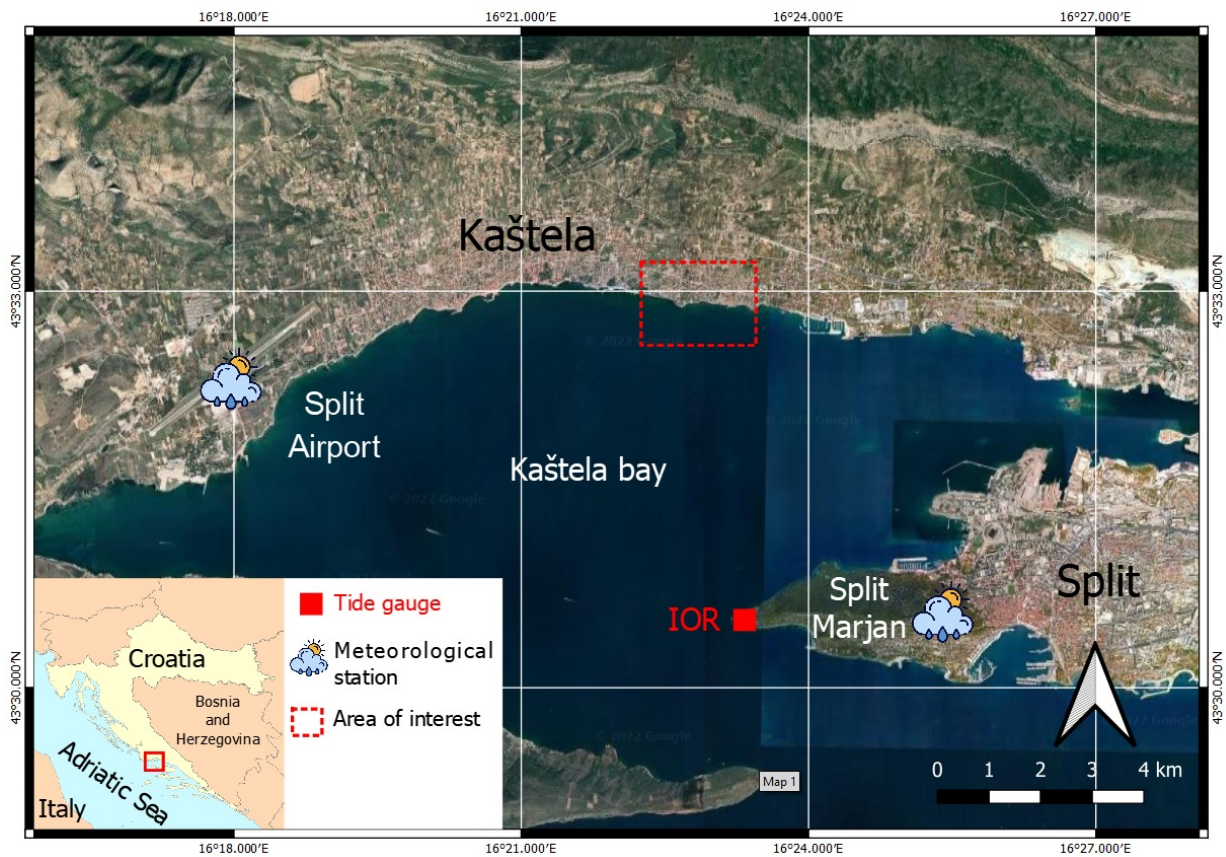 16°18.000'E 16°21.000'E 16°24.000'E 16°27.000'E
Kaštela
43°33.000'N 43°33.000'N
© 2022 Google
Split
Airport
© 2022 Google
Kaštela bay
© 2022 Google
Split
Split
Marjan
IOR
Tide gauge
Meteorological
station
Area of interest
Croatia
Bosnia
and
Herzegovina
Adriatic Sea
Italy
43°30.000'N 43°30.000'N
© 2022 Google
2022 Google
Map 1
0 1 2 3 4 km
16°18.000'E 16°21.000'E 16°24.000'E 16°27.000'E